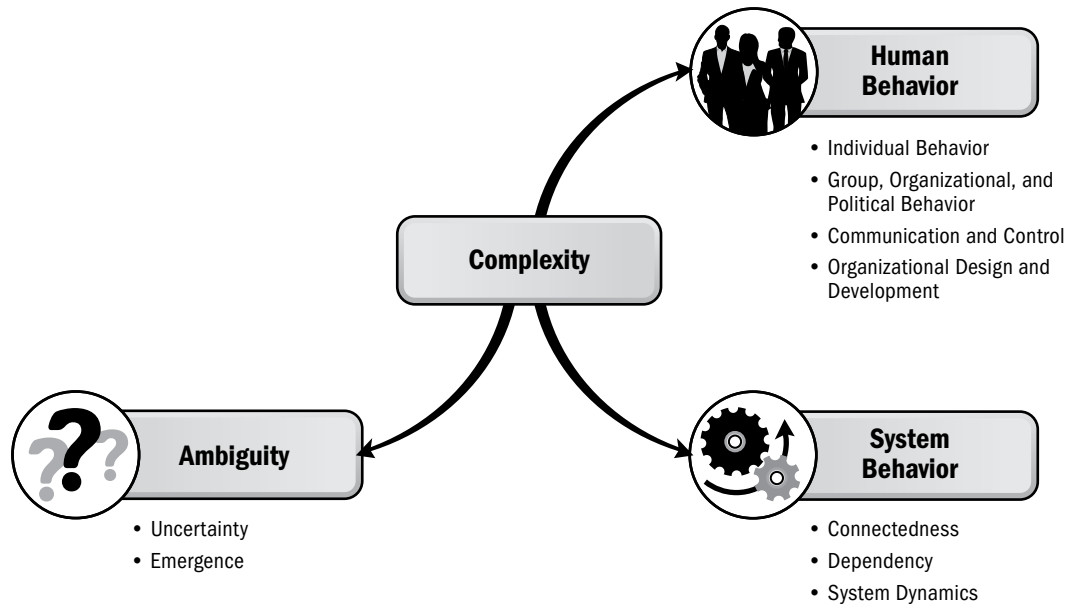 Human
Behavior
• Individual Behavior
• Group, Organizational, and
Political Behavior
• Communication and Control
• Organizational Design and
Development
Complexity
Ambiguity
• Uncertainty
• Emergence
System
Behavior
• Connectedness
• Dependency
• System Dynamics